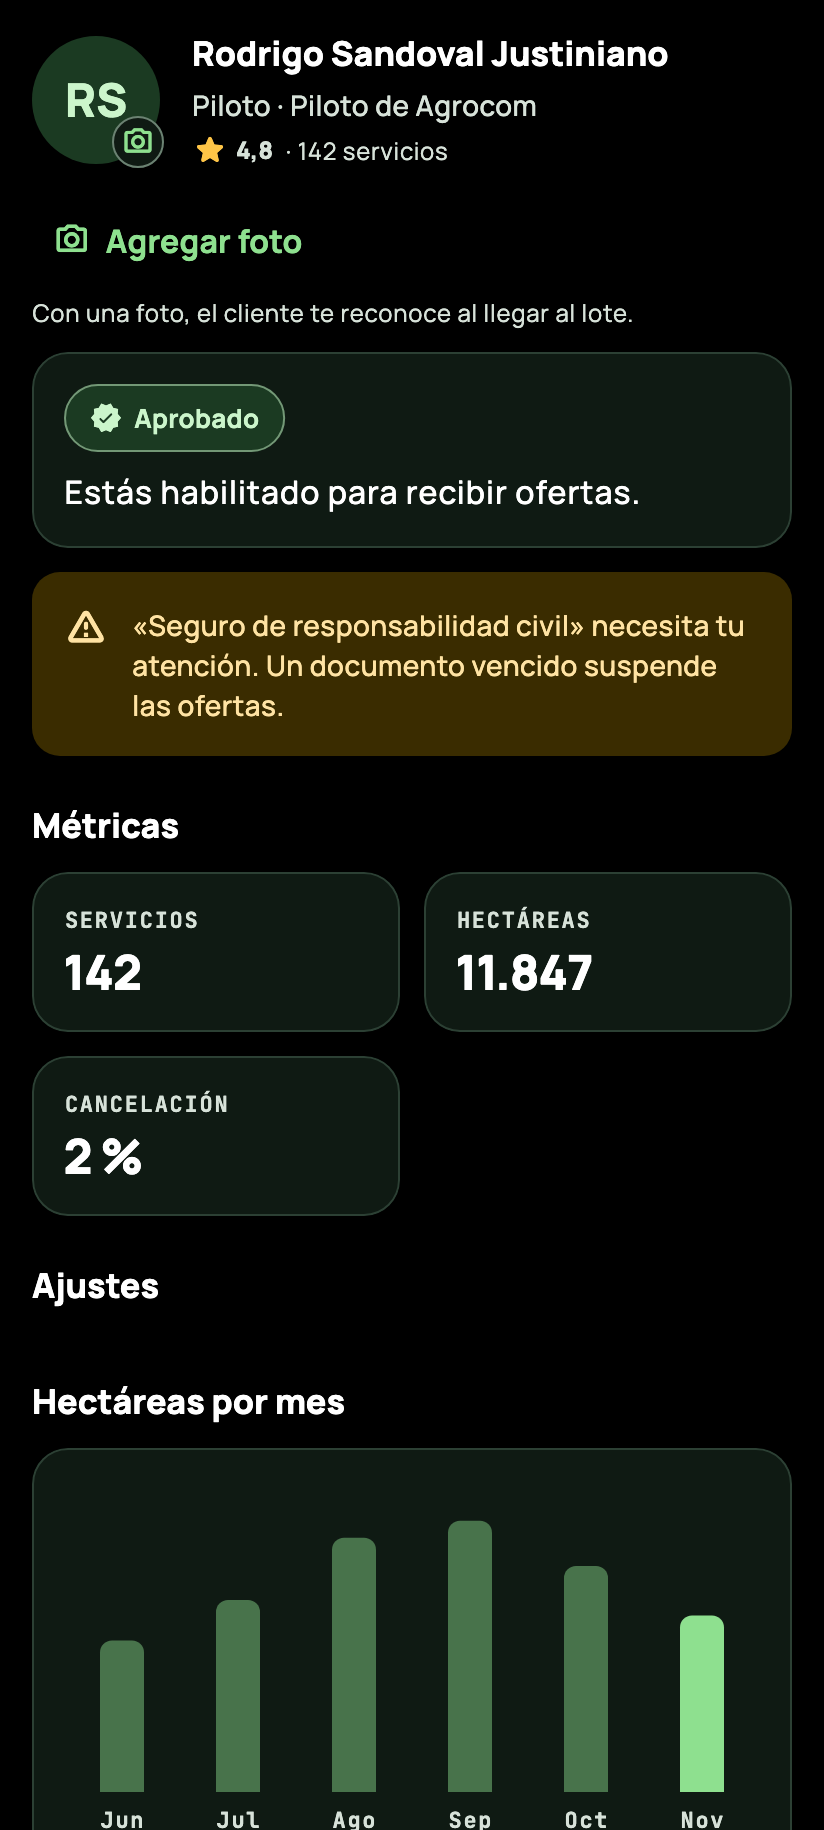 RS
Rodrigo Sandoval Justiniano
Piloto · Piloto de Agrocom
4,8 · 142 servicios
Agregar foto
Con una foto, el cliente te reconoce al llegar al lote.
Aprobado
Estás habilitado para recibir ofertas.
«Seguro de responsabilidad civil» necesita tu
atención. Un documento vencido suspende
las ofertas.
Métricas
SERVICIOS
142
HECTÁREAS
11.847
CANCELACIÓN
2 %
Ajustes
Hectáreas por mes
Jun Jul Ago Sep Oct Nov